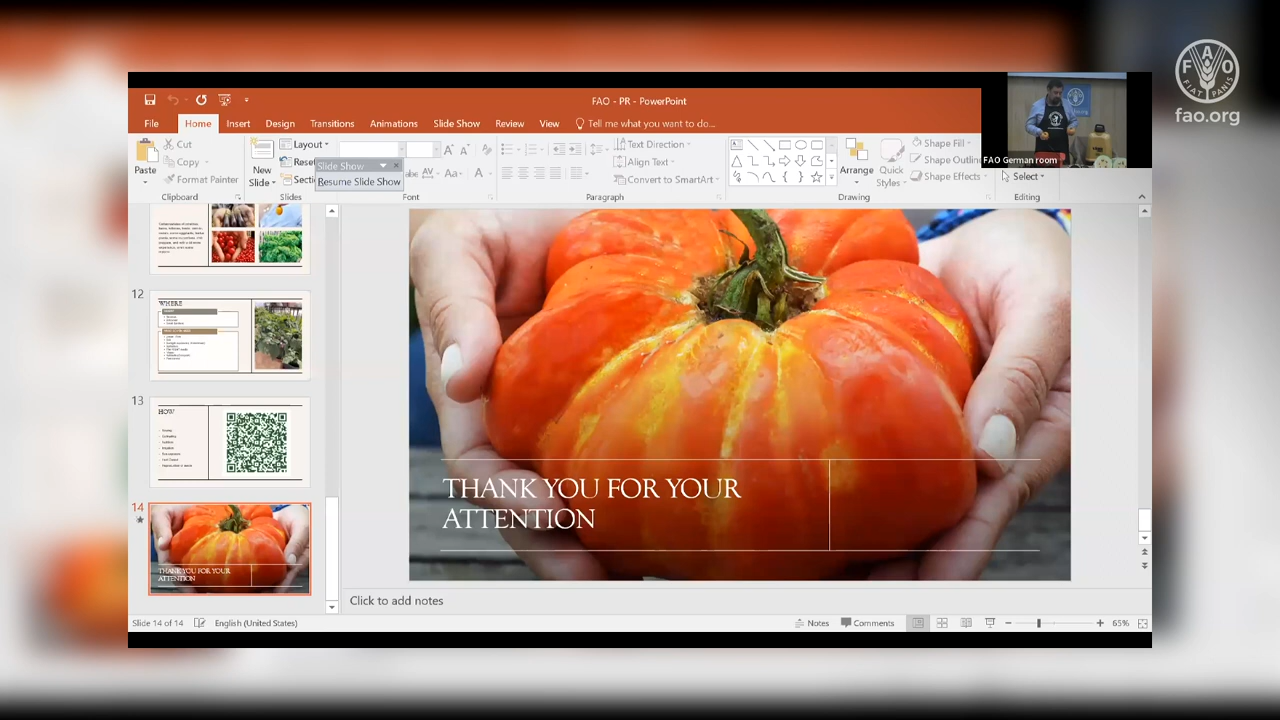 FAO - PR - PowerPoint
File Home Insert Design Transitions Animations Slide Show Review View Tell me what you want to do...
Cut
Copy
Format Painter
Paste
Clipboard
New
Slide
Layout
Reset
Slides
Slide Show
Resume Slide Show
Font
Paragraph
Text Direction
Align Text
Convert to SmartArt
Arrange
Quick
Styles
Shape Fill
Shape Outline
Shape Effects
Drawing
Select
Editing
FAO German room
FAO
FIAT PANIS
fao.org
12
WHERE
13
HOW
14
THANK YOU FOR YOUR
ATTENTION
THANK YOU FOR YOUR
ATTENTION
Click to add notes
Slide 14 of 14 English (United States) Notes Comments 65%